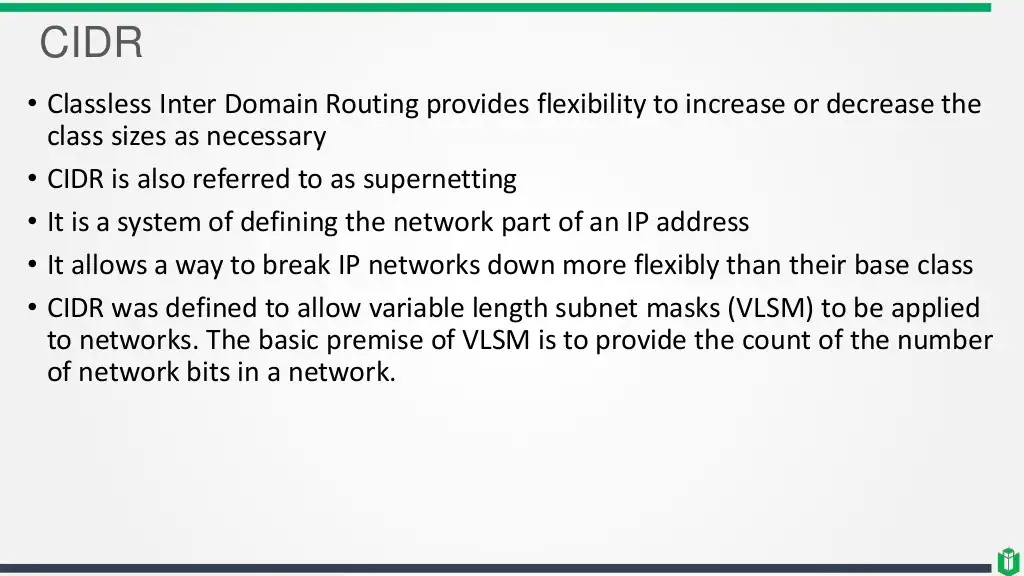 CIDR
• Classless Inter Domain Routing provides flexibility to increase or decrease the
class sizes as necessary
• CIDR is also referred to as supernetting
• It is a system of defining the network part of an IP address
• It allows a way to break IP networks down more flexibly than their base class
• CIDR was defined to allow variable length subnet masks (VLSM) to be applied
to networks. The basic premise of VLSM is to provide the count of the number
of network bits in a network.